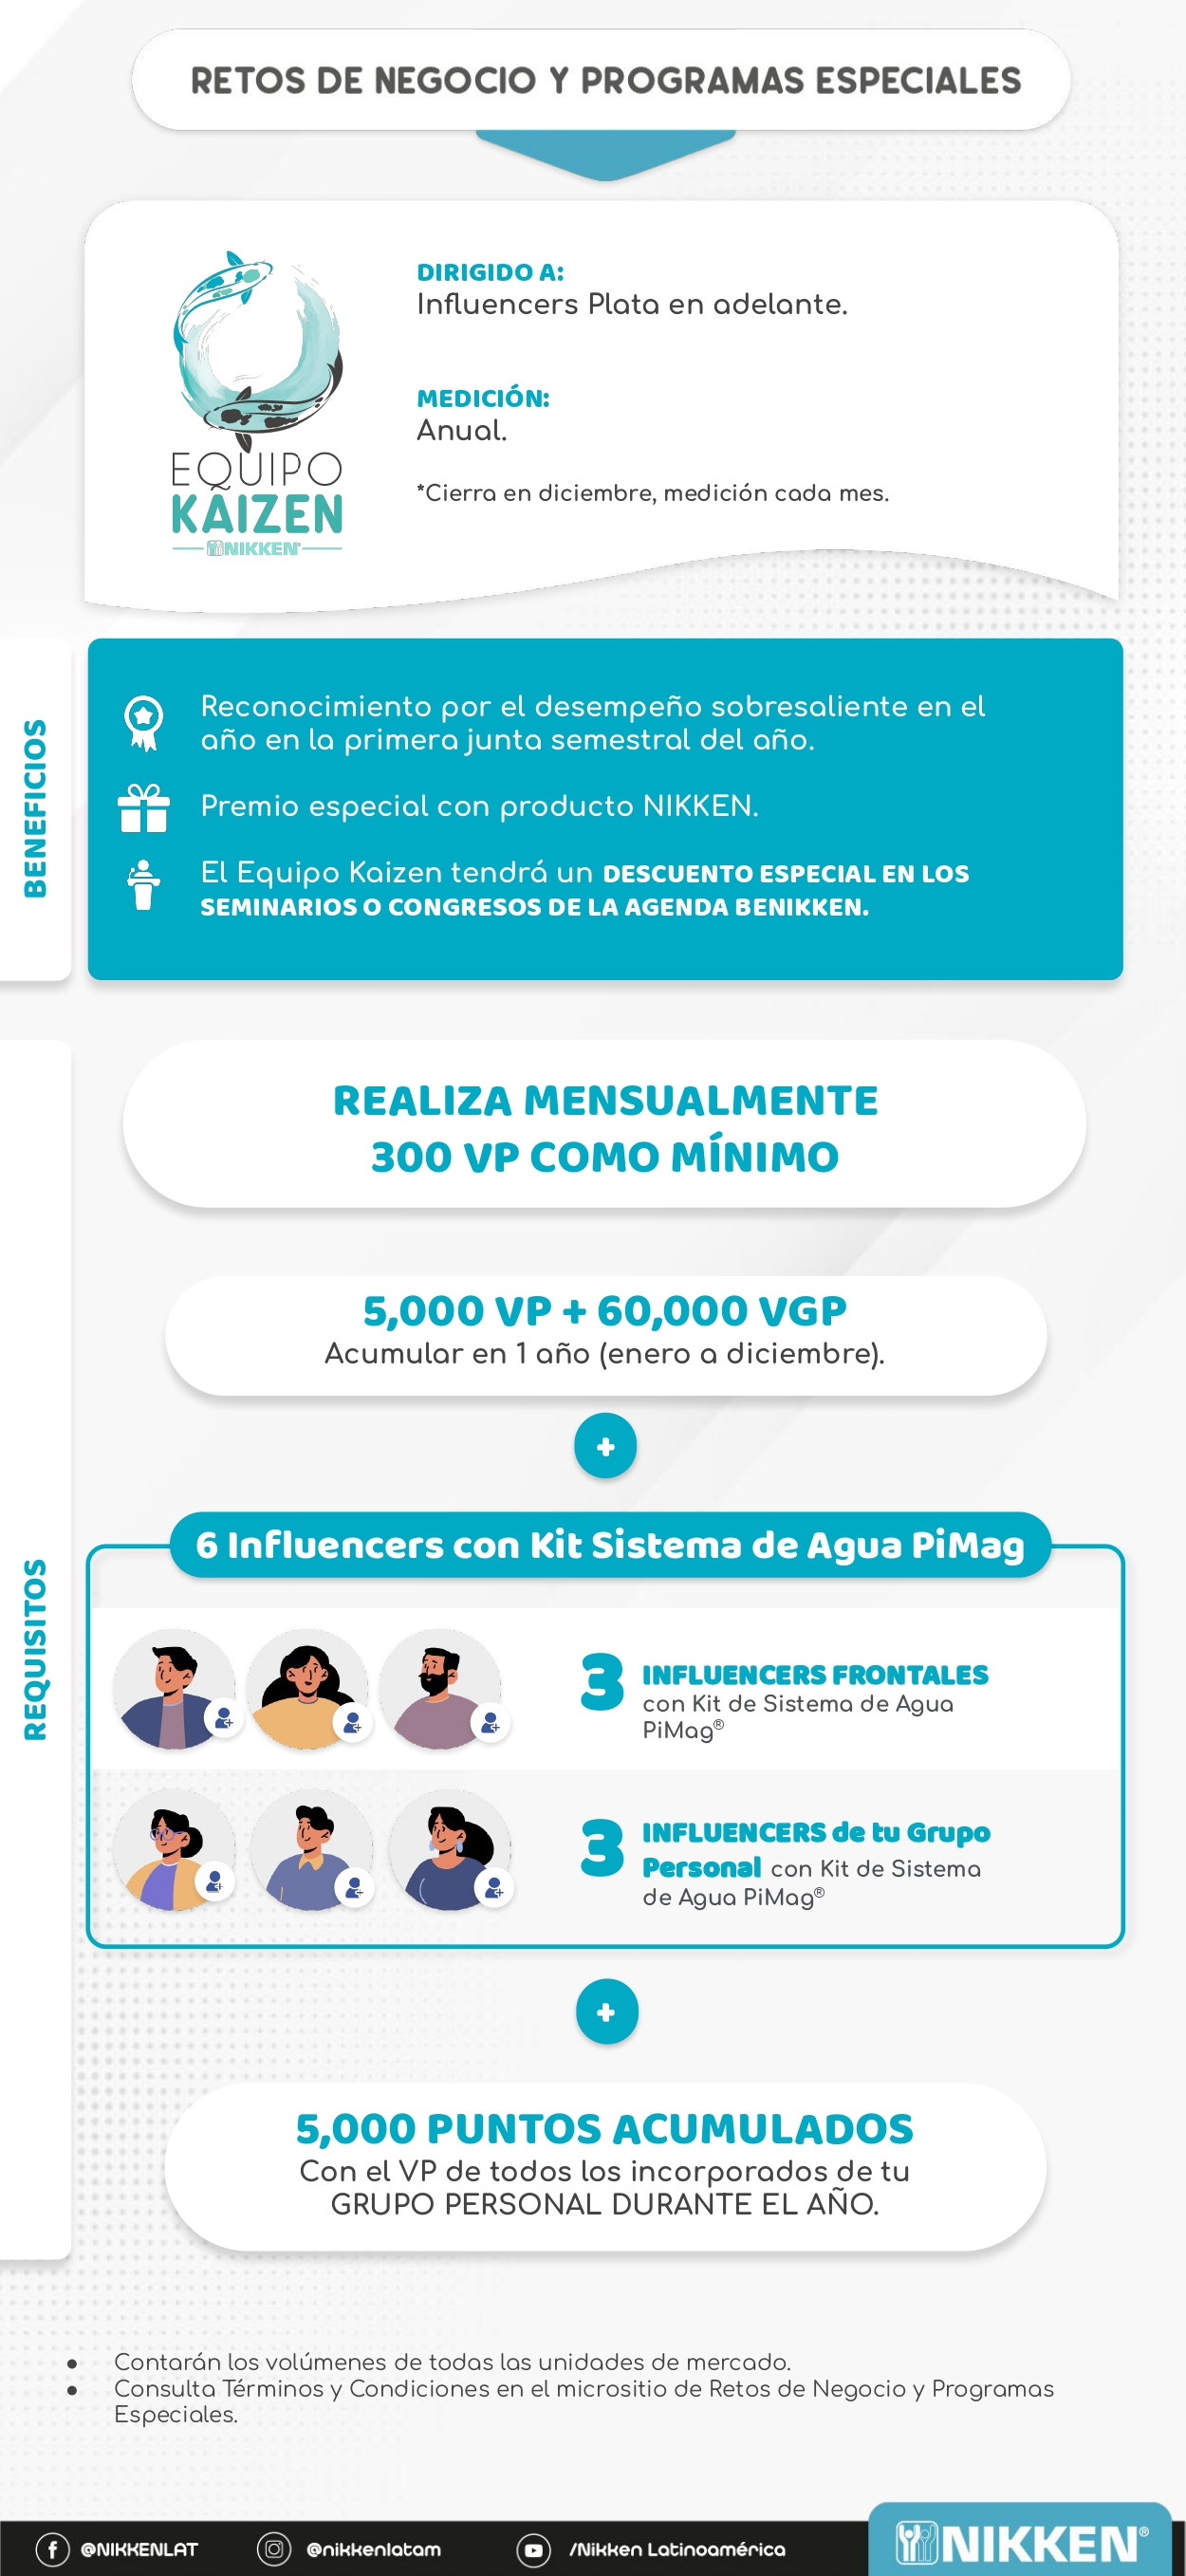 RETOS DE NEGOCIO Y PROGRAMAS ESPECIALES
EQUIPO
KAIZEN
NIKKEN®
DIRIGIDO A:
Influencers Plata en adelante.
MEDICIÓN:
Anual.
*Cierra en diciembre, medición cada mes.
BENEFICIOS
Reconocimiento por el desempeño sobresaliente en el
año en la primera junta semestral del año.
Premio especial con producto NIKKEN.
El Equipo Kaizen tendrá un DESCUENTO ESPECIAL EN LOS
SEMINARIOS O CONGRESOS DE LA AGENDA BENIKKEN.
REQUISITOS
REALIZA MENSUALMENTE
300 VP COMO MÍNIMO
5,000 VP + 60,000 VGP
Acumular en 1 año (enero a diciembre).
+
6 Influencers con Kit Sistema de Agua PiMag
3 INFLUENCERS FRONTALES
con Kit de Sistema de Agua
PiMag®
3 INFLUENCERS de tu Grupo
Personal con Kit de Sistema
de Agua PiMag®
+
5,000 PUNTOS ACUMULADOS
Con el VP de todos los incorporados de tu
GRUPO PERSONAL DURANTE EL AÑO.
● Contarán los volúmenes de todas las unidades de mercado.
● Consulta Términos y Condiciones en el micrositio de Retos de Negocio y Programas
Especiales.
@NIKKENLAT @nikkenlatam /Nikken Latinoamérica NIKKEN®